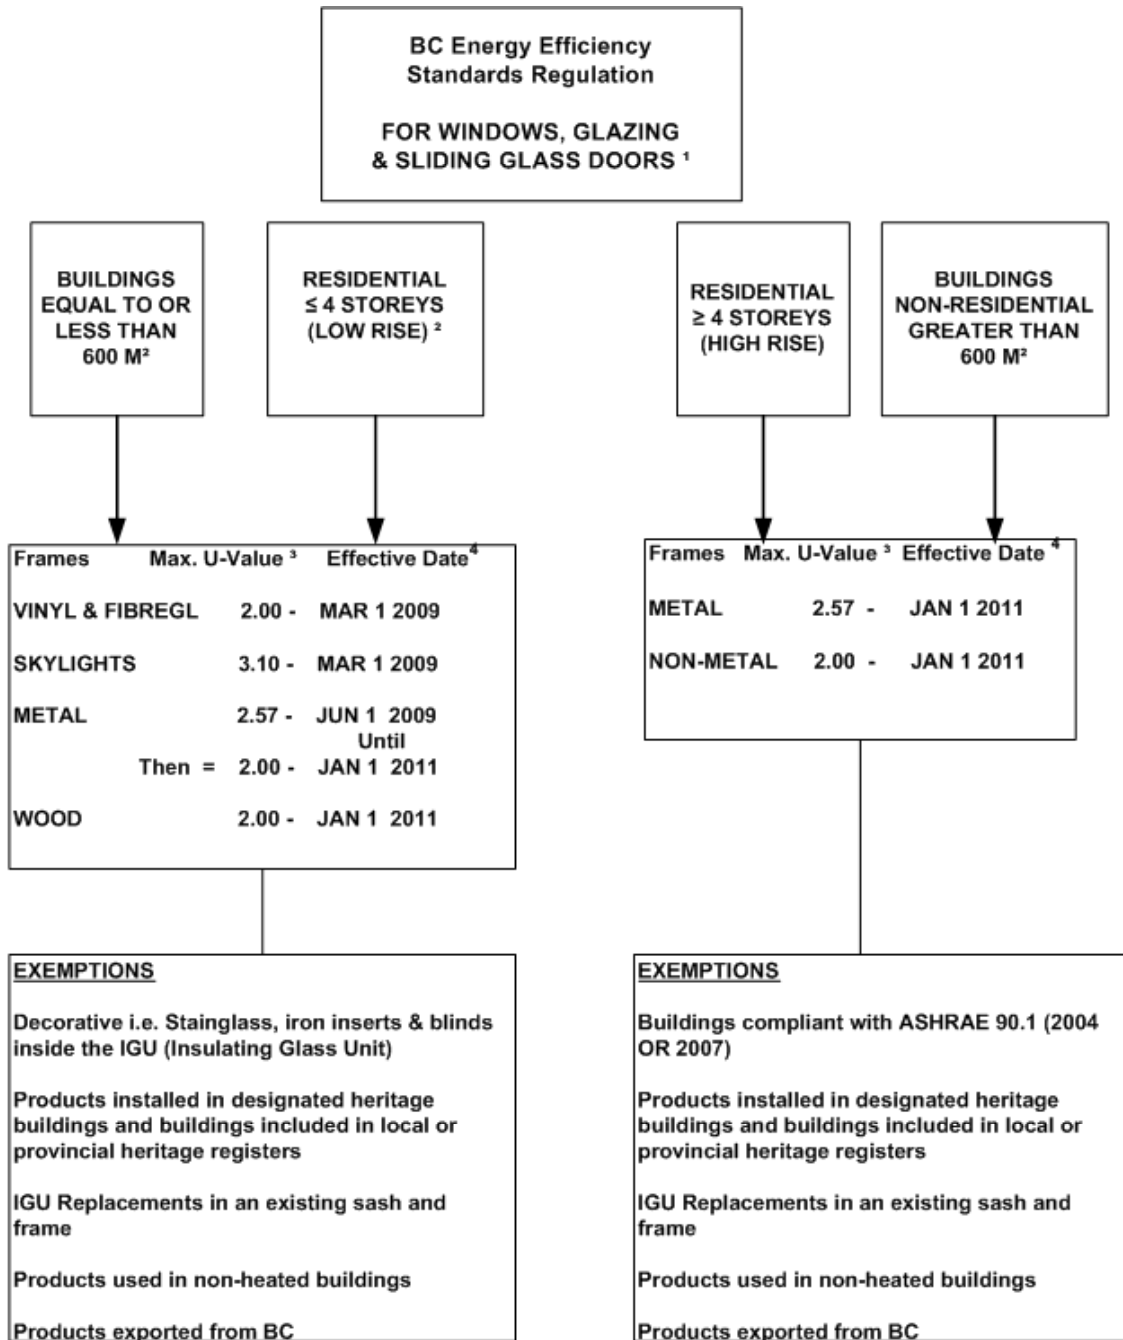 BC Energy Efficiency
Standards Regulation
FOR WINDOWS, GLAZING
& SLIDING GLASS DOORS ¹
BUILDINGS
EQUAL TO OR
LESS THAN
600 M²
RESIDENTIAL
≤ 4 STOREYS
(LOW RISE) ²
RESIDENTIAL
≥ 4 STOREYS
(HIGH RISE)
BUILDINGS
NON-RESIDENTIAL
GREATER THAN
600 M²
Frames Max. U-Value ³ Effective Date⁴
VINYL & FIBREGL 2.00 - MAR 1 2009
SKYLIGHTS 3.10 - MAR 1 2009
METAL 2.57 - JUN 1 2009
Until
Then = 2.00 - JAN 1 2011
WOOD 2.00 - JAN 1 2011
Frames Max. U-Value ³ Effective Date ⁴
METAL 2.57 - JAN 1 2011
NON-METAL 2.00 - JAN 1 2011
EXEMPTIONS
Decorative i.e. Stainglass, iron inserts & blinds
inside the IGU (Insulating Glass Unit)
Products installed in designated heritage
buildings and buildings included in local or
provincial heritage registers
IGU Replacements in an existing sash and
frame
Products used in non-heated buildings
Products exported from BC
EXEMPTIONS
Buildings compliant with ASHRAE 90.1 (2004
OR 2007)
Products installed in designated heritage
buildings and buildings included in local or
provincial heritage registers
IGU Replacements in an existing sash and
frame
Products used in non-heated buildings
Products exported from BC